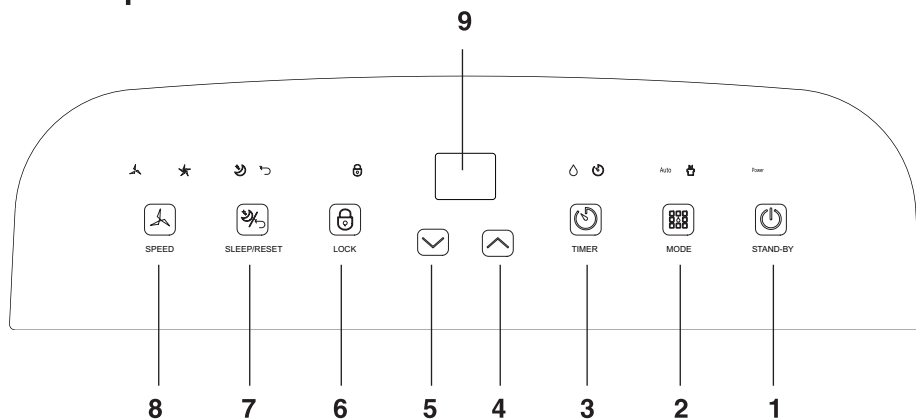 9
Auto Power
SPEED SLEEP/RESET LOCK TIMER MODE STAND-BY
8 7 6 5 4 3 2 1